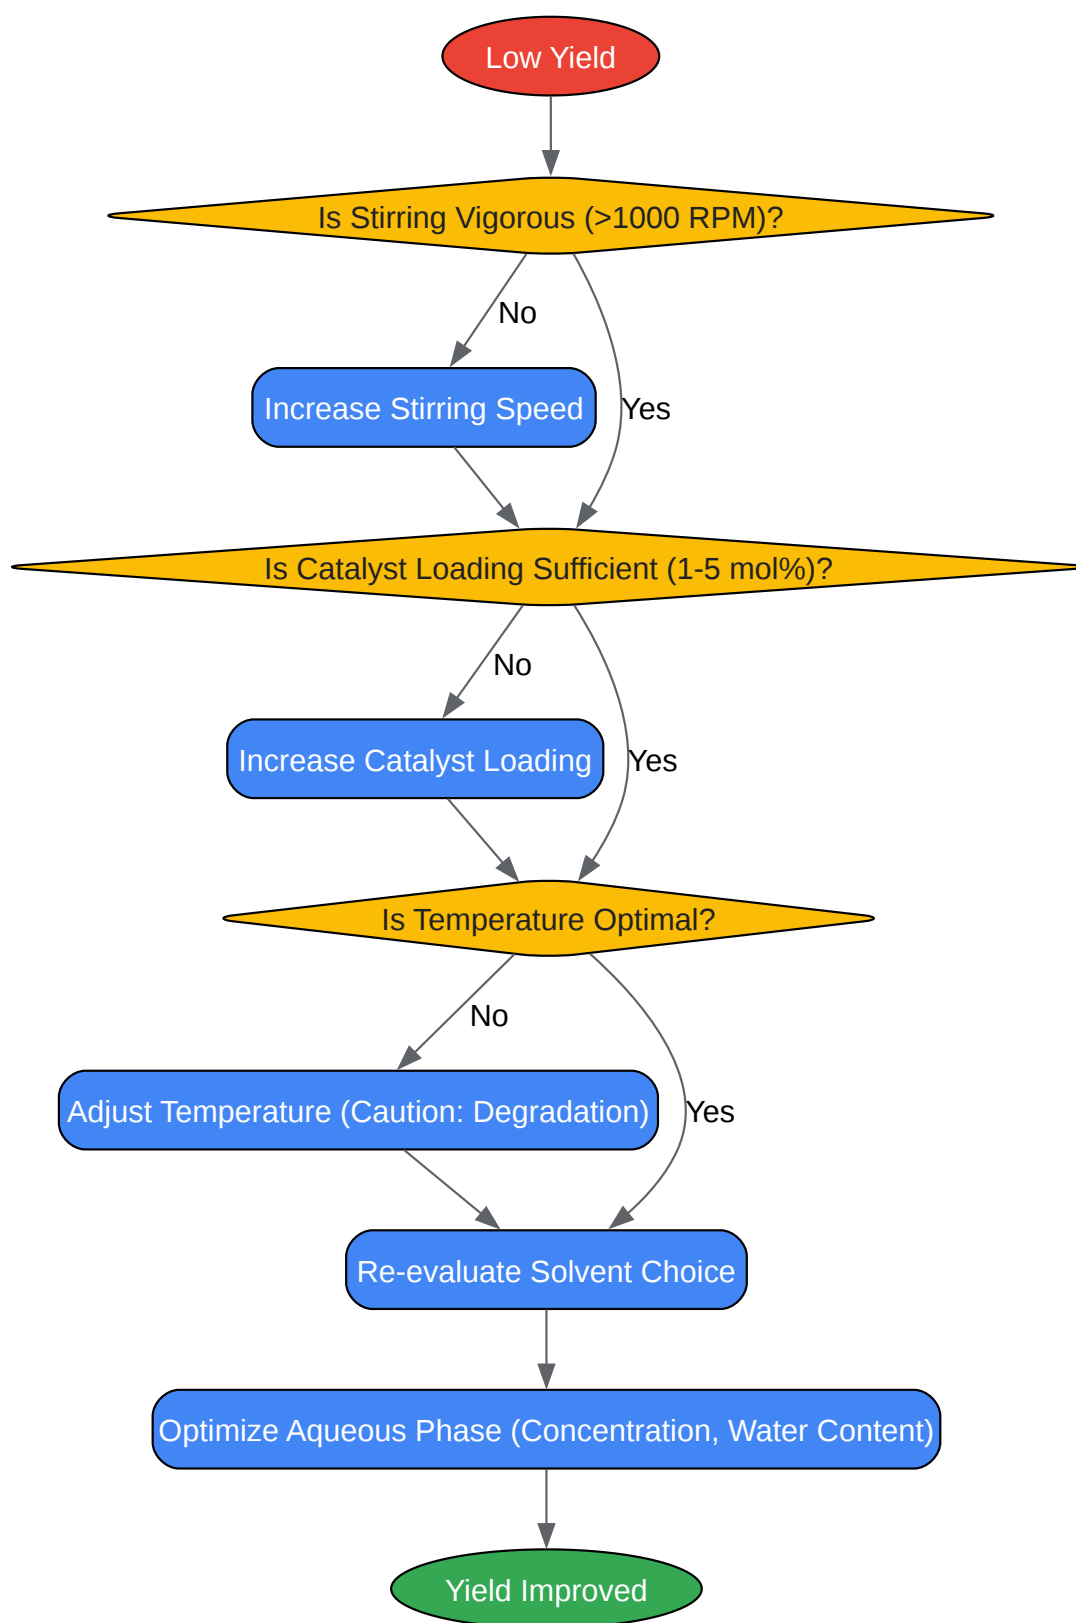 Low Yield
Is Stirring Vigorous (>1000 RPM)?
No
Increase Stirring Speed
Yes
Is Catalyst Loading Sufficient (1-5 mol%)?
No
Increase Catalyst Loading
Yes
Is Temperature Optimal?
No
Adjust Temperature (Caution: Degradation)
Yes
Re-evaluate Solvent Choice
Optimize Aqueous Phase (Concentration, Water Content)
Yield Improved